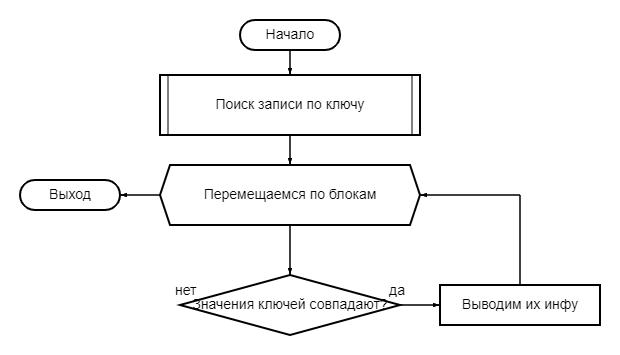 Начало
Поиск записи по ключу
Выход
Перемещаемся по блокам
нет
Значения ключей совпадают?
да
Выводим их инфу